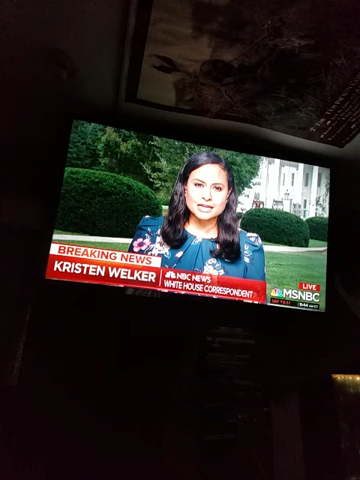 BREAKING NEWS
KRISTEN WELKER
NBC NEWS
WHITE HOUSE CORRESPONDENT
LIVE
MSNBC